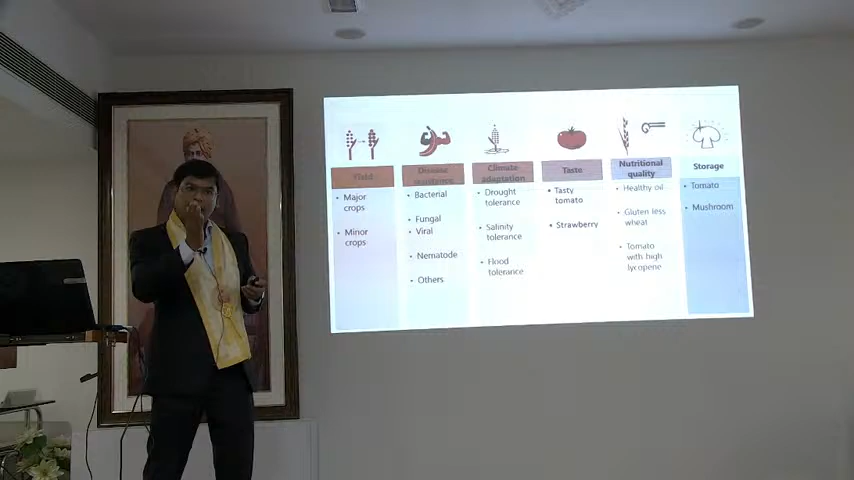 Yield
Major
crops
Minor
crops
Disease
resistance
Bacterial
Fungal
Viral
Nematode
Others
Climate
adaptation
Drought
tolerance
Salinity
tolerance
Flood
tolerance
Taste
Tasty
tomato
Strawberry
Nutritional
quality
Healthy oil
Gluten less
wheat
Tomato
with high
lycopene
Storage
Tomato
Mushroom